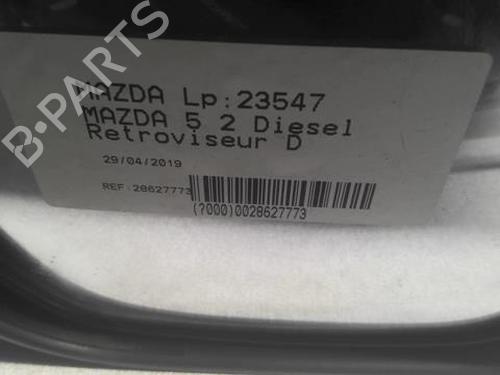 MAZDA Lp:23547
MAZDA 5 2 Diesel
Retroviseur D
29/04/2019
REF:28627773
(7000)0028627773
B-PARTS